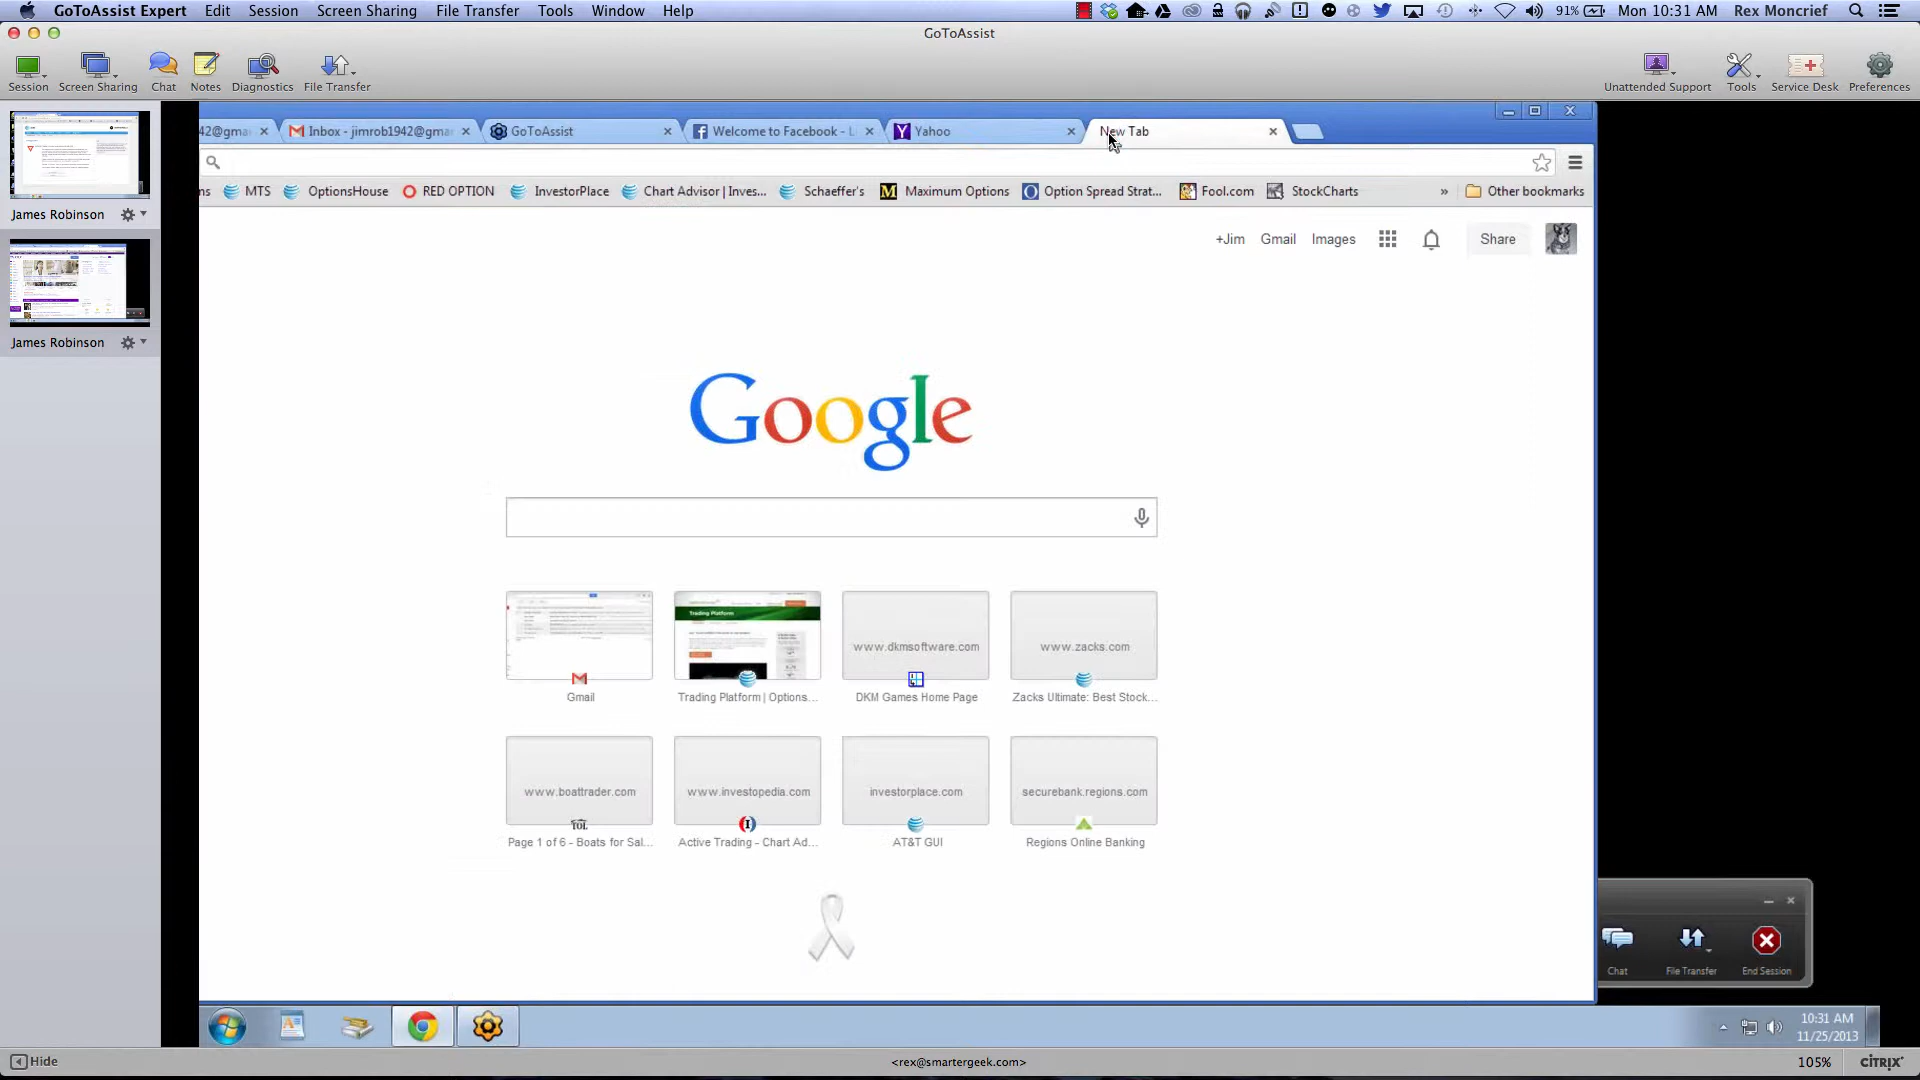 GoToAssist Expert Edit Session Screen Sharing File Transfer Tools Window Help 91% Mon 10:31 AM Rex Moncrief
GoToAssist
Session Screen Sharing Chat Notes Diagnostics File Transfer Unattended Support Tools Service Desk Preferences
42@gma Inbox - jimrob1942@gma GoToAssist Welcome to Facebook - L Yahoo New Tab
ms MTS OptionsHouse RED OPTION InvestorPlace Chart Advisor | Inves... Schaeffer's Maximum Options Option Spread Strat... Fool.com StockCharts » Other bookmarks
James Robinson
+Jim Gmail Images Share
James Robinson
Google
www.dkmsoftware.com www.zacks.com
Trading Platform
Gmail Trading Platform | Options... DKM Games Home Page Zacks Ultimate: Best Stock...
www.boattrader.com www.investopedia.com investorplace.com securebank.regions.com
TOL
Page 1 of 6 - Boats for Sal... Active Trading - Chart Ad... AT&T GUI Regions Online Banking
Chat File Transfer End Session
10:31 AM
11/25/2013
Hide <rex@smartergeek.com> 105% CITRIX